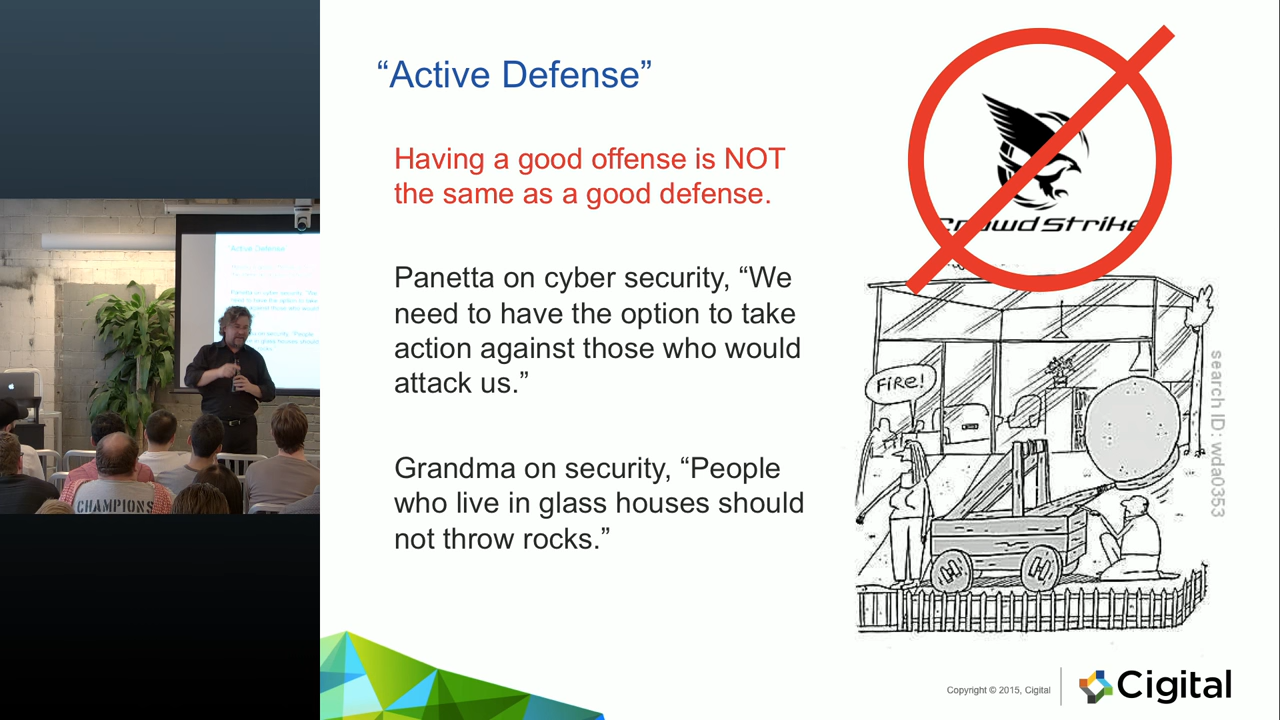 “Active Defense”
Having a good offense is NOT
the same as a good defense.
Panetta on cyber security, “We
need to have the option to take
action against those who would
attack us.”
Grandma on security, “People
who live in glass houses should
not throw rocks.”
CrowdStrike
FiRe!
search ID: wda0353
CHAMPIONS
Copyright © 2015, Cigital
Cigital